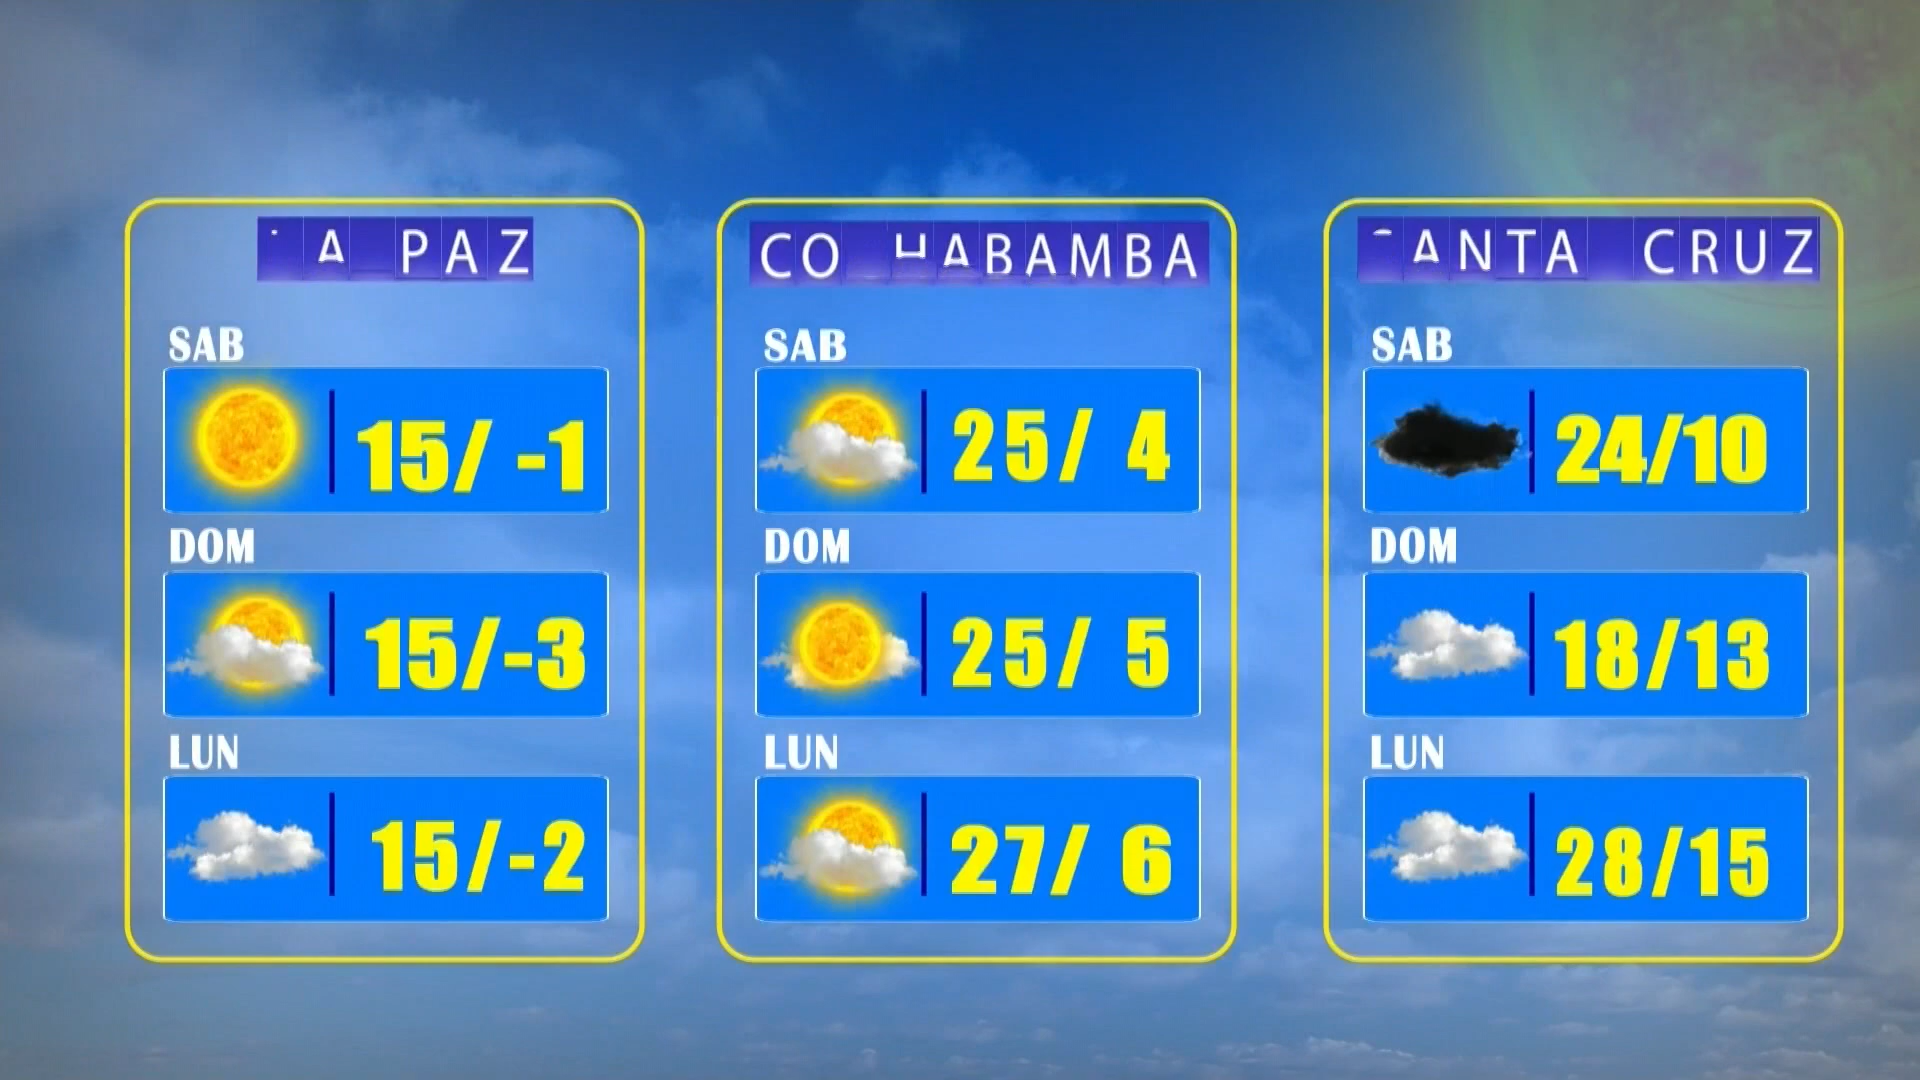 A PAZ
SAB
15/ -1
DOM
15/-3
LUN
15/-2
CO HABAMBA
SAB
25/ 4
DOM
25/ 5
LUN
27/ 6
ANTA CRUZ
SAB
24/10
DOM
18/13
LUN
28/15